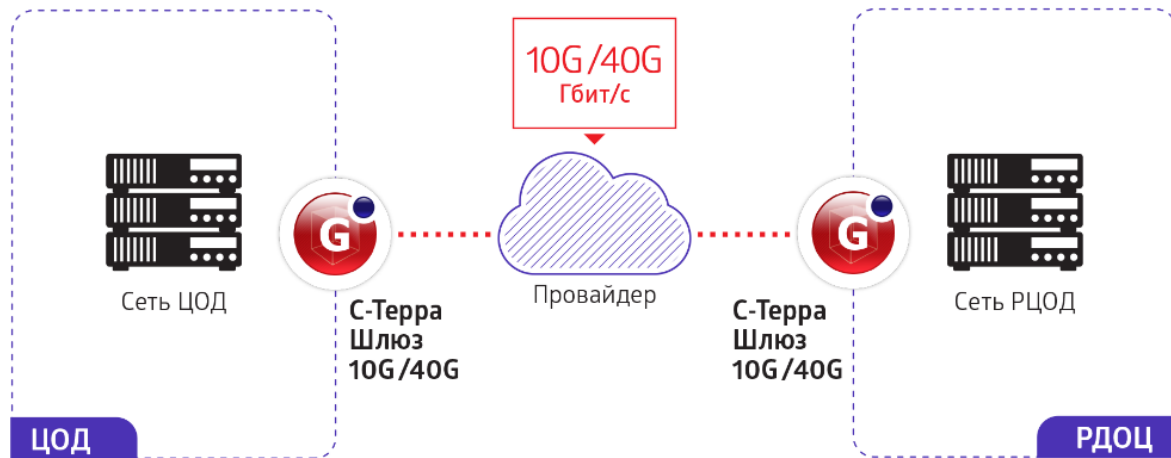 10G/40G
Гбит/с
G
G
Сеть ЦОД
Провайдер
Сеть РЦОД
С-Терра
Шлюз
10G/40G
С-Терра
Шлюз
10G/40G
ЦОД
РДОЦ